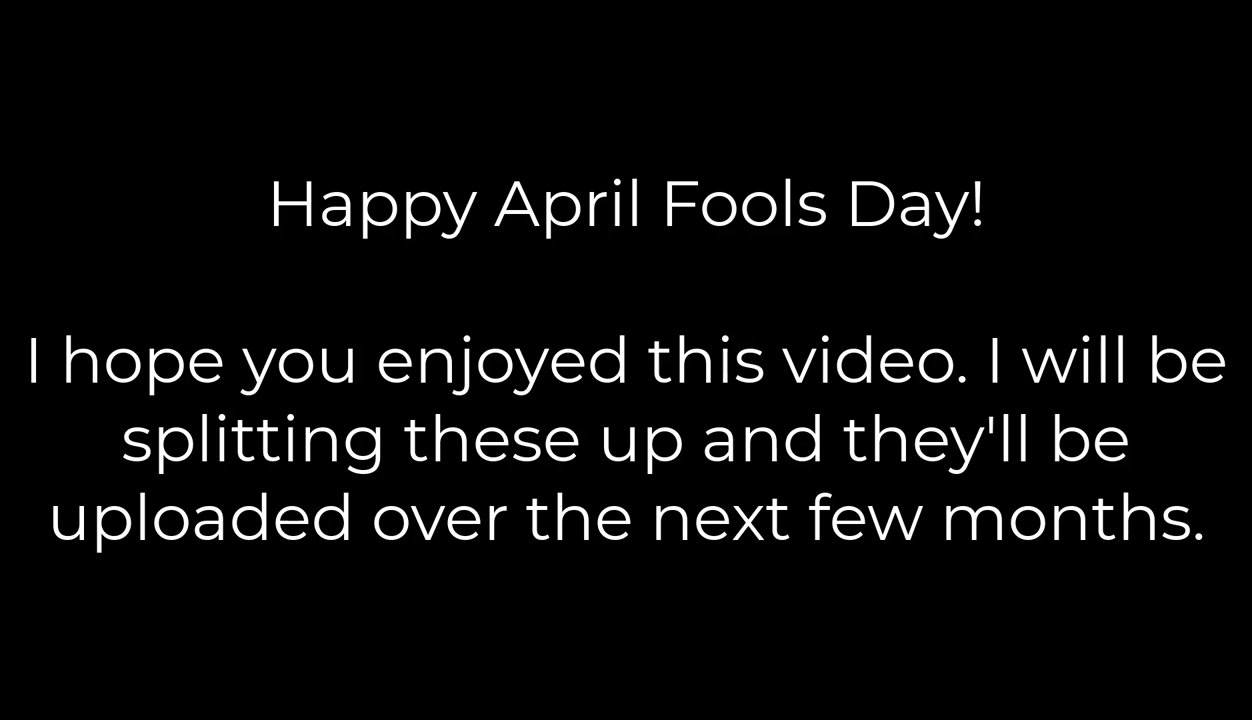 Happy April Fools Day!
I hope you enjoyed this video. I will be
splitting these up and they'll be
uploaded over the next few months.